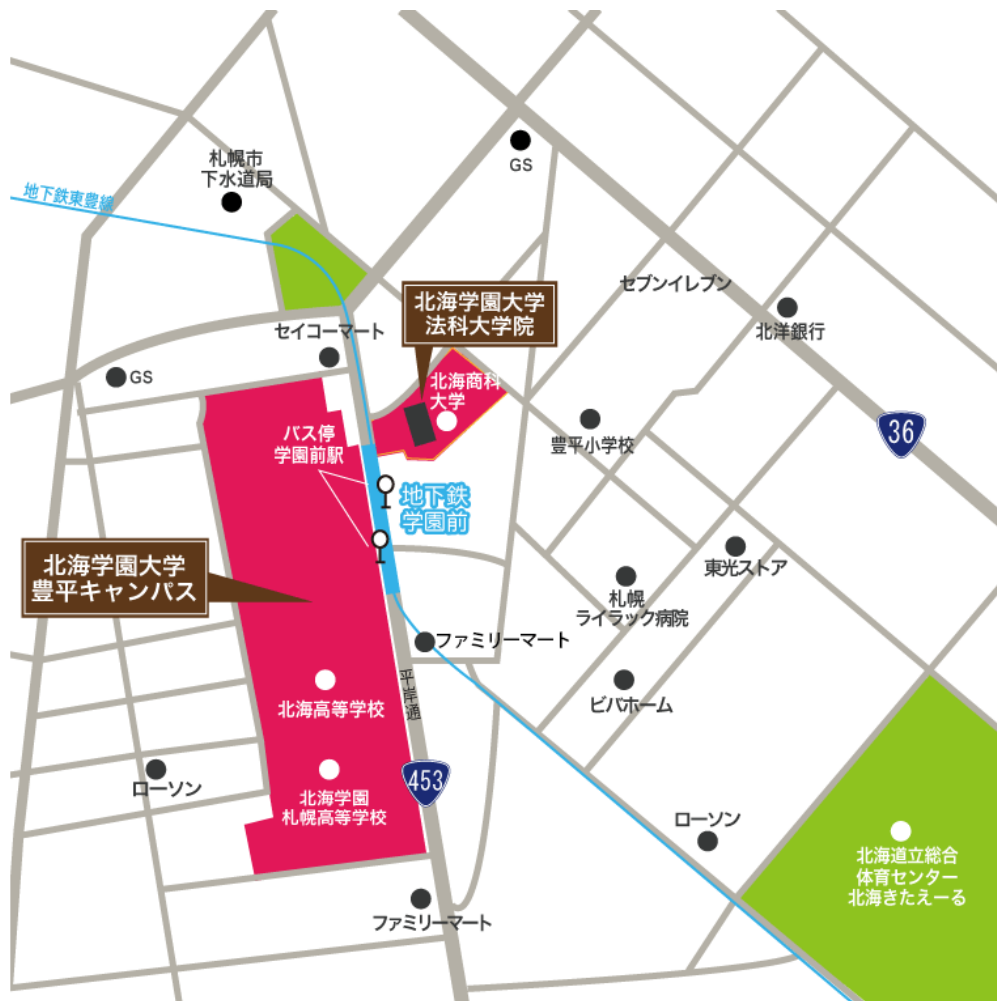 札幌市
下水道局
GS
地下鉄東豊線
セブンイレブン
北海学園大学
法科大学院
北洋銀行
セイコーマート
GS
北海商科
大学
豊平小学校
36
バス停
学園前駅
地下鉄
学園前
北海学園大学
豊平キャンパス
東光ストア
札幌
ライラック病院
ファミリーマート
平岸通
北海高等学校
ビバホーム
453
ローソン
北海学園
札幌高等学校
ローソン
北海道立総合
体育センター
北海きたえーる
ファミリーマート